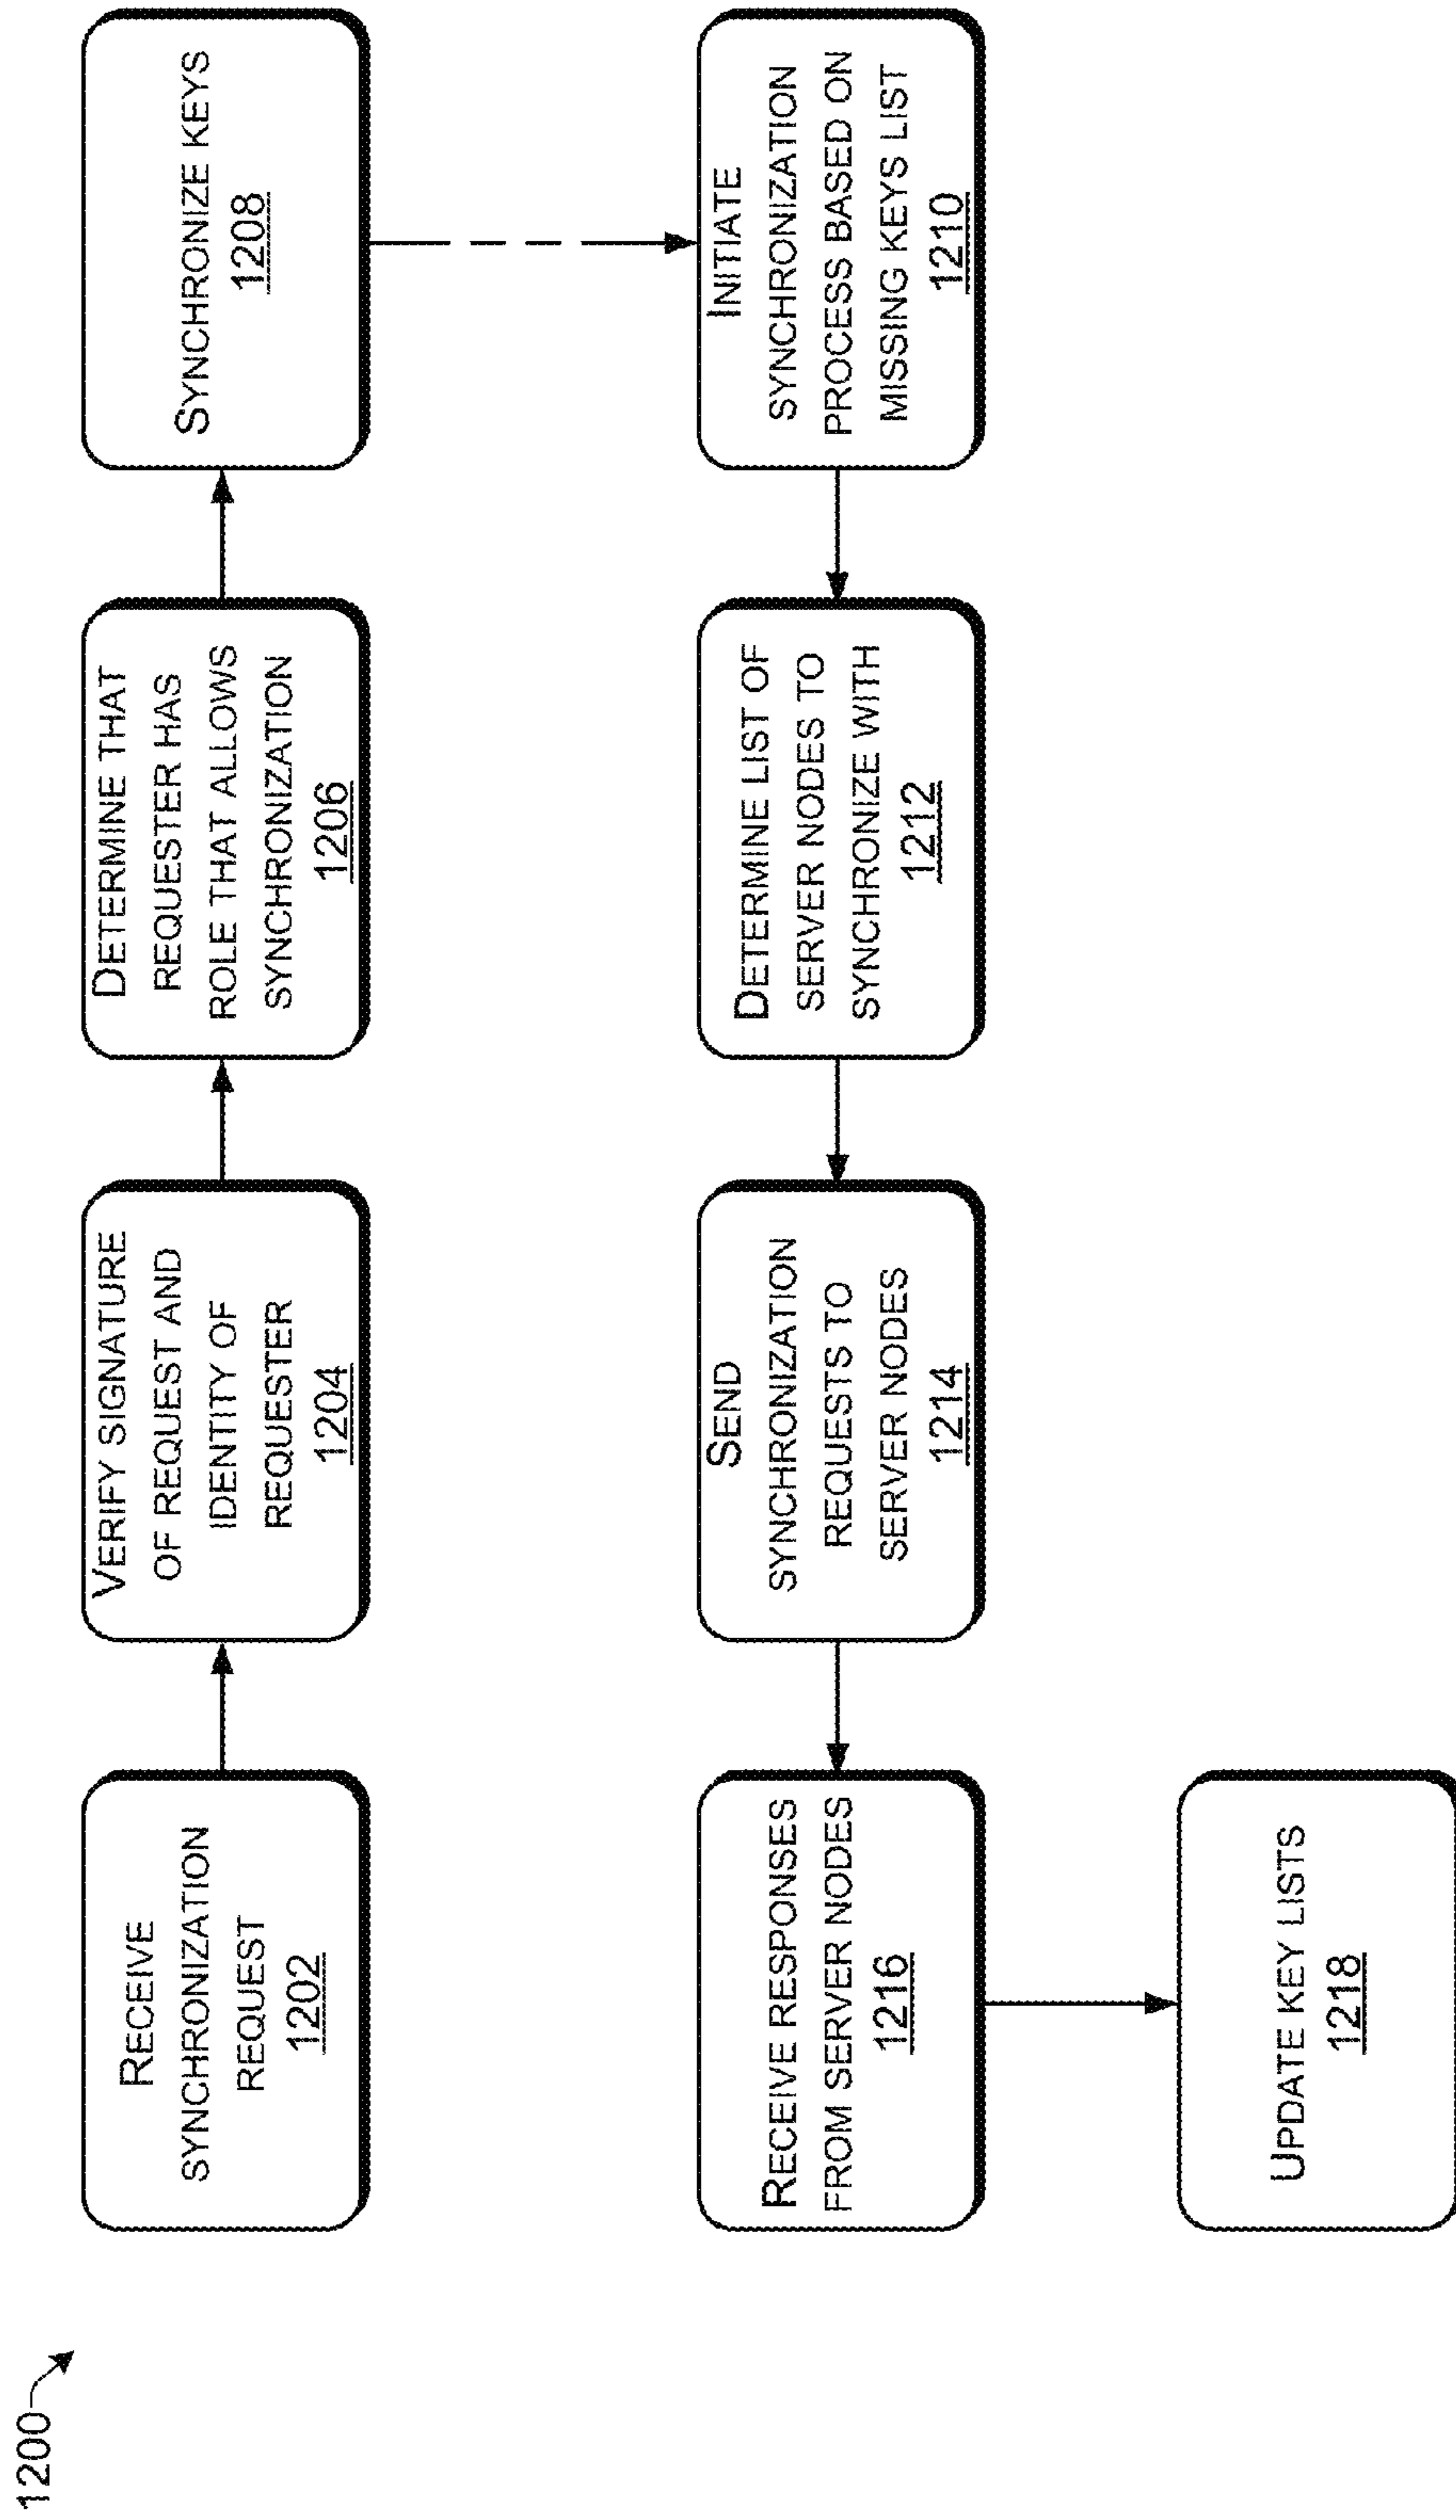 1200
RECEIVE
SYNCHRONIZATION
REQUEST
1202
VERIFY SIGNATURE
OF REQUEST AND
IDENTITY OF
REQUESTER
1204
DETERMINE THAT
REQUESTER HAS
ROLE THAT ALLOWS
SYNCHRONIZATION
1206
SYNCHRONIZE KEYS
1208
INITIATE
SYNCHRONIZATION
PROCESS BASED ON
MISSING KEYS LIST
1210
DETERMINE LIST OF
SERVER NODES TO
SYNCHRONIZE WITH
1212
SEND
SYNCHRONIZATION
REQUESTS TO
SERVER NODES
1214
RECEIVE RESPONSES
FROM SERVER NODES
1216
UPDATE KEY LISTS
1218